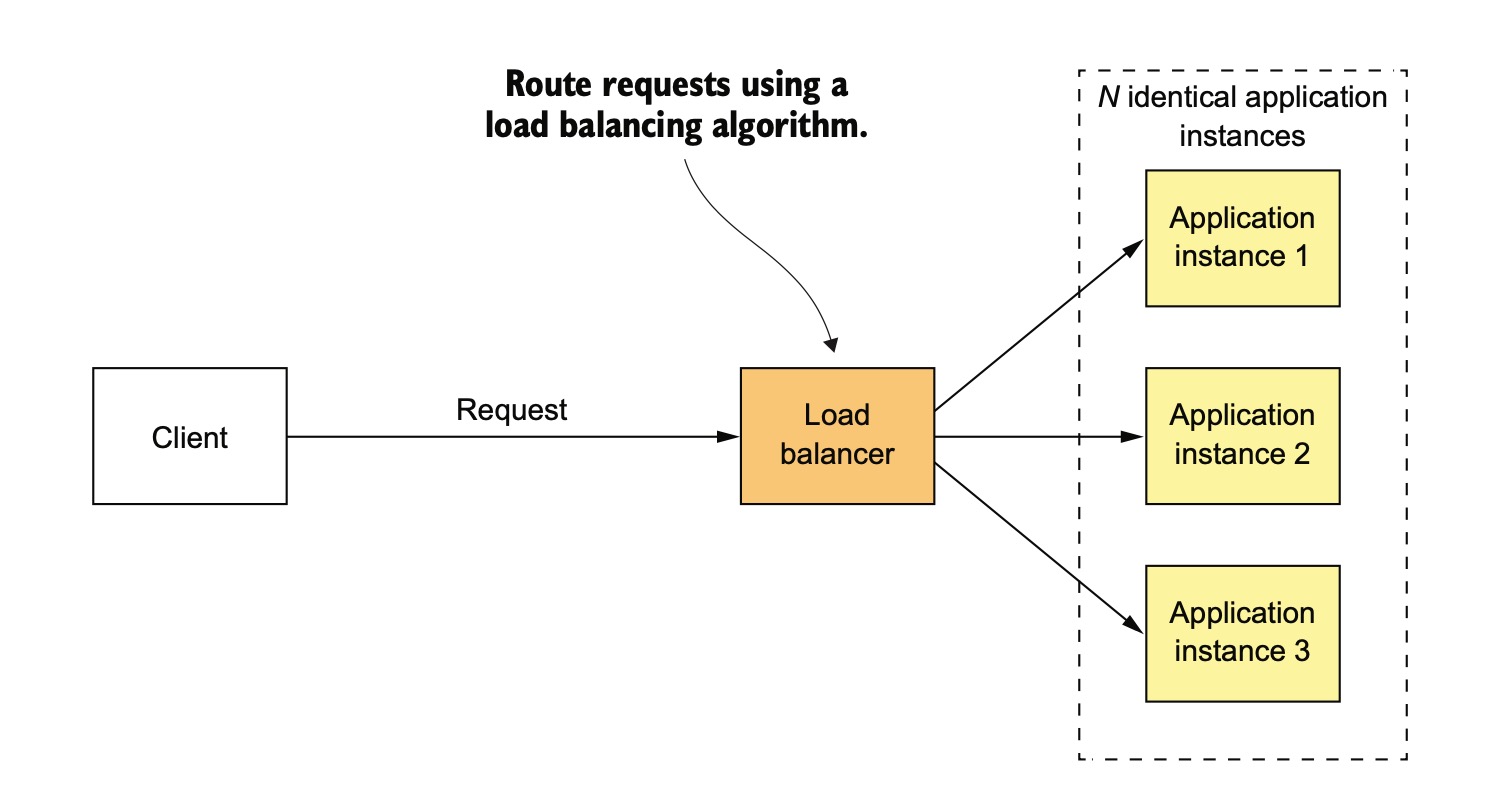 Route requests using a
load balancing algorithm.
N identical application
instances
Application
instance 1
Client
Request
Load
balancer
Application
instance 2
Application
instance 3